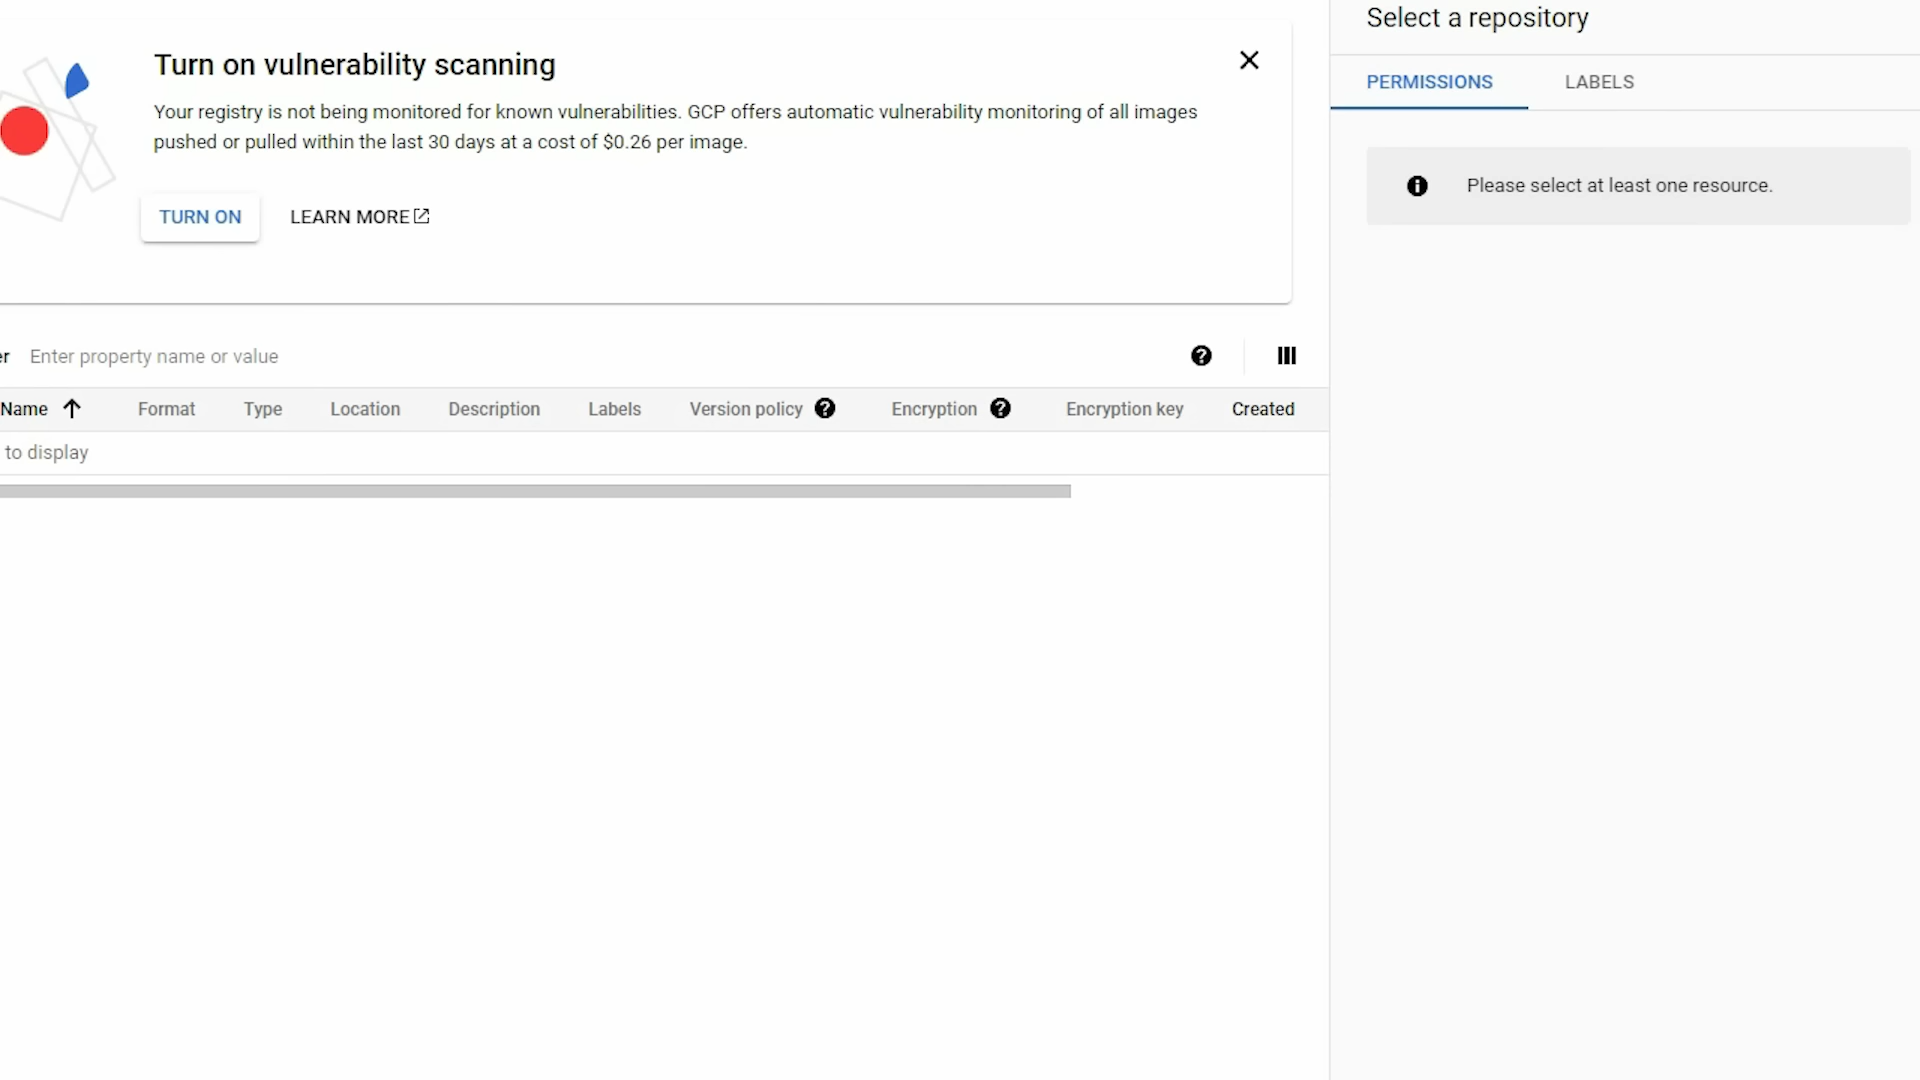 Select a repository
Turn on vulnerability scanning
PERMISSIONS LABELS
Your registry is not being monitored for known vulnerabilities. GCP offers automatic vulnerability monitoring of all images
pushed or pulled within the last 30 days at a cost of $0.26 per image.
Please select at least one resource.
TURN ON LEARN MORE
er Enter property name or value
Name Format Type Location Description Labels Version policy Encryption Encryption key Created
to display